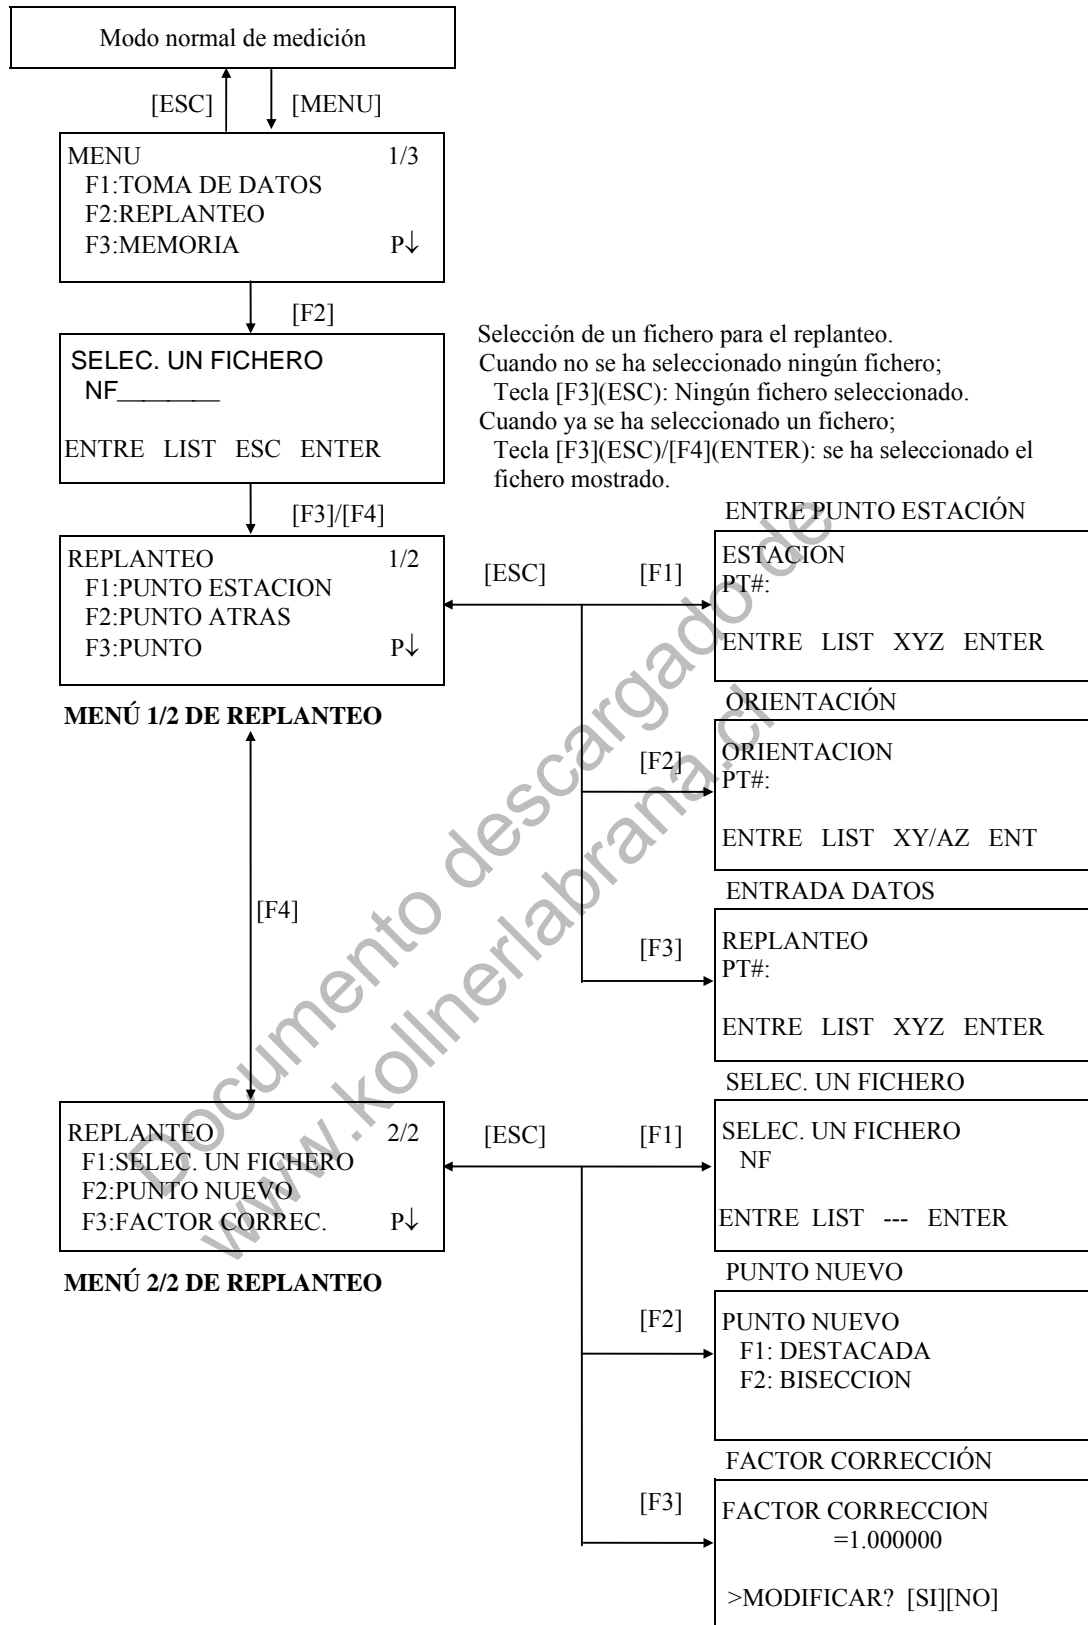 Modo normal de medición
[ESC] [MENU]
MENU 1/3
F1:TOMA DE DATOS
F2:REPLANTEO
F3:MEMORIA P↓
[F2]
SELEC. UN FICHERO
NF________
ENTRE LIST ESC ENTER
Selección de un fichero para el replanteo.
Cuando no se ha seleccionado ningún fichero;
Tecla [F3](ESC): Ningún fichero seleccionado.
Cuando ya se ha seleccionado un fichero;
Tecla [F3](ESC)/[F4](ENTER): se ha seleccionado el
fichero mostrado.
[F3]/[F4]
REPLANTEO 1/2
F1:PUNTO ESTACION
F2:PUNTO ATRAS
F3:PUNTO P↓
MENÚ 1/2 DE REPLANTEO
[ESC] [F1]
ENTRE PUNTO ESTACIÓN
ESTACION
PT#:
ENTRE LIST XYZ ENTER
ORIENTACIÓN
[F2]
ORIENTACION
PT#:
ENTRE LIST XY/AZ ENT
ENTRADA DATOS
[F3]
REPLANTEO
PT#:
ENTRE LIST XYZ ENTER
[F4]
REPLANTEO 2/2
F1:SELEC. UN FICHERO
F2:PUNTO NUEVO
F3:FACTOR CORREC. P↓
MENÚ 2/2 DE REPLANTEO
[ESC] [F1]
SELEC. UN FICHERO
SELEC. UN FICHERO
NF
ENTRE LIST --- ENTER
PUNTO NUEVO
[F2]
PUNTO NUEVO
F1: DESTACADA
F2: BISECCION
FACTOR CORRECCIÓN
[F3]
FACTOR CORRECCION
=1.000000
>MODIFICAR? [SI][NO]
Documento descargado de
www.kollnerlabrana.cl